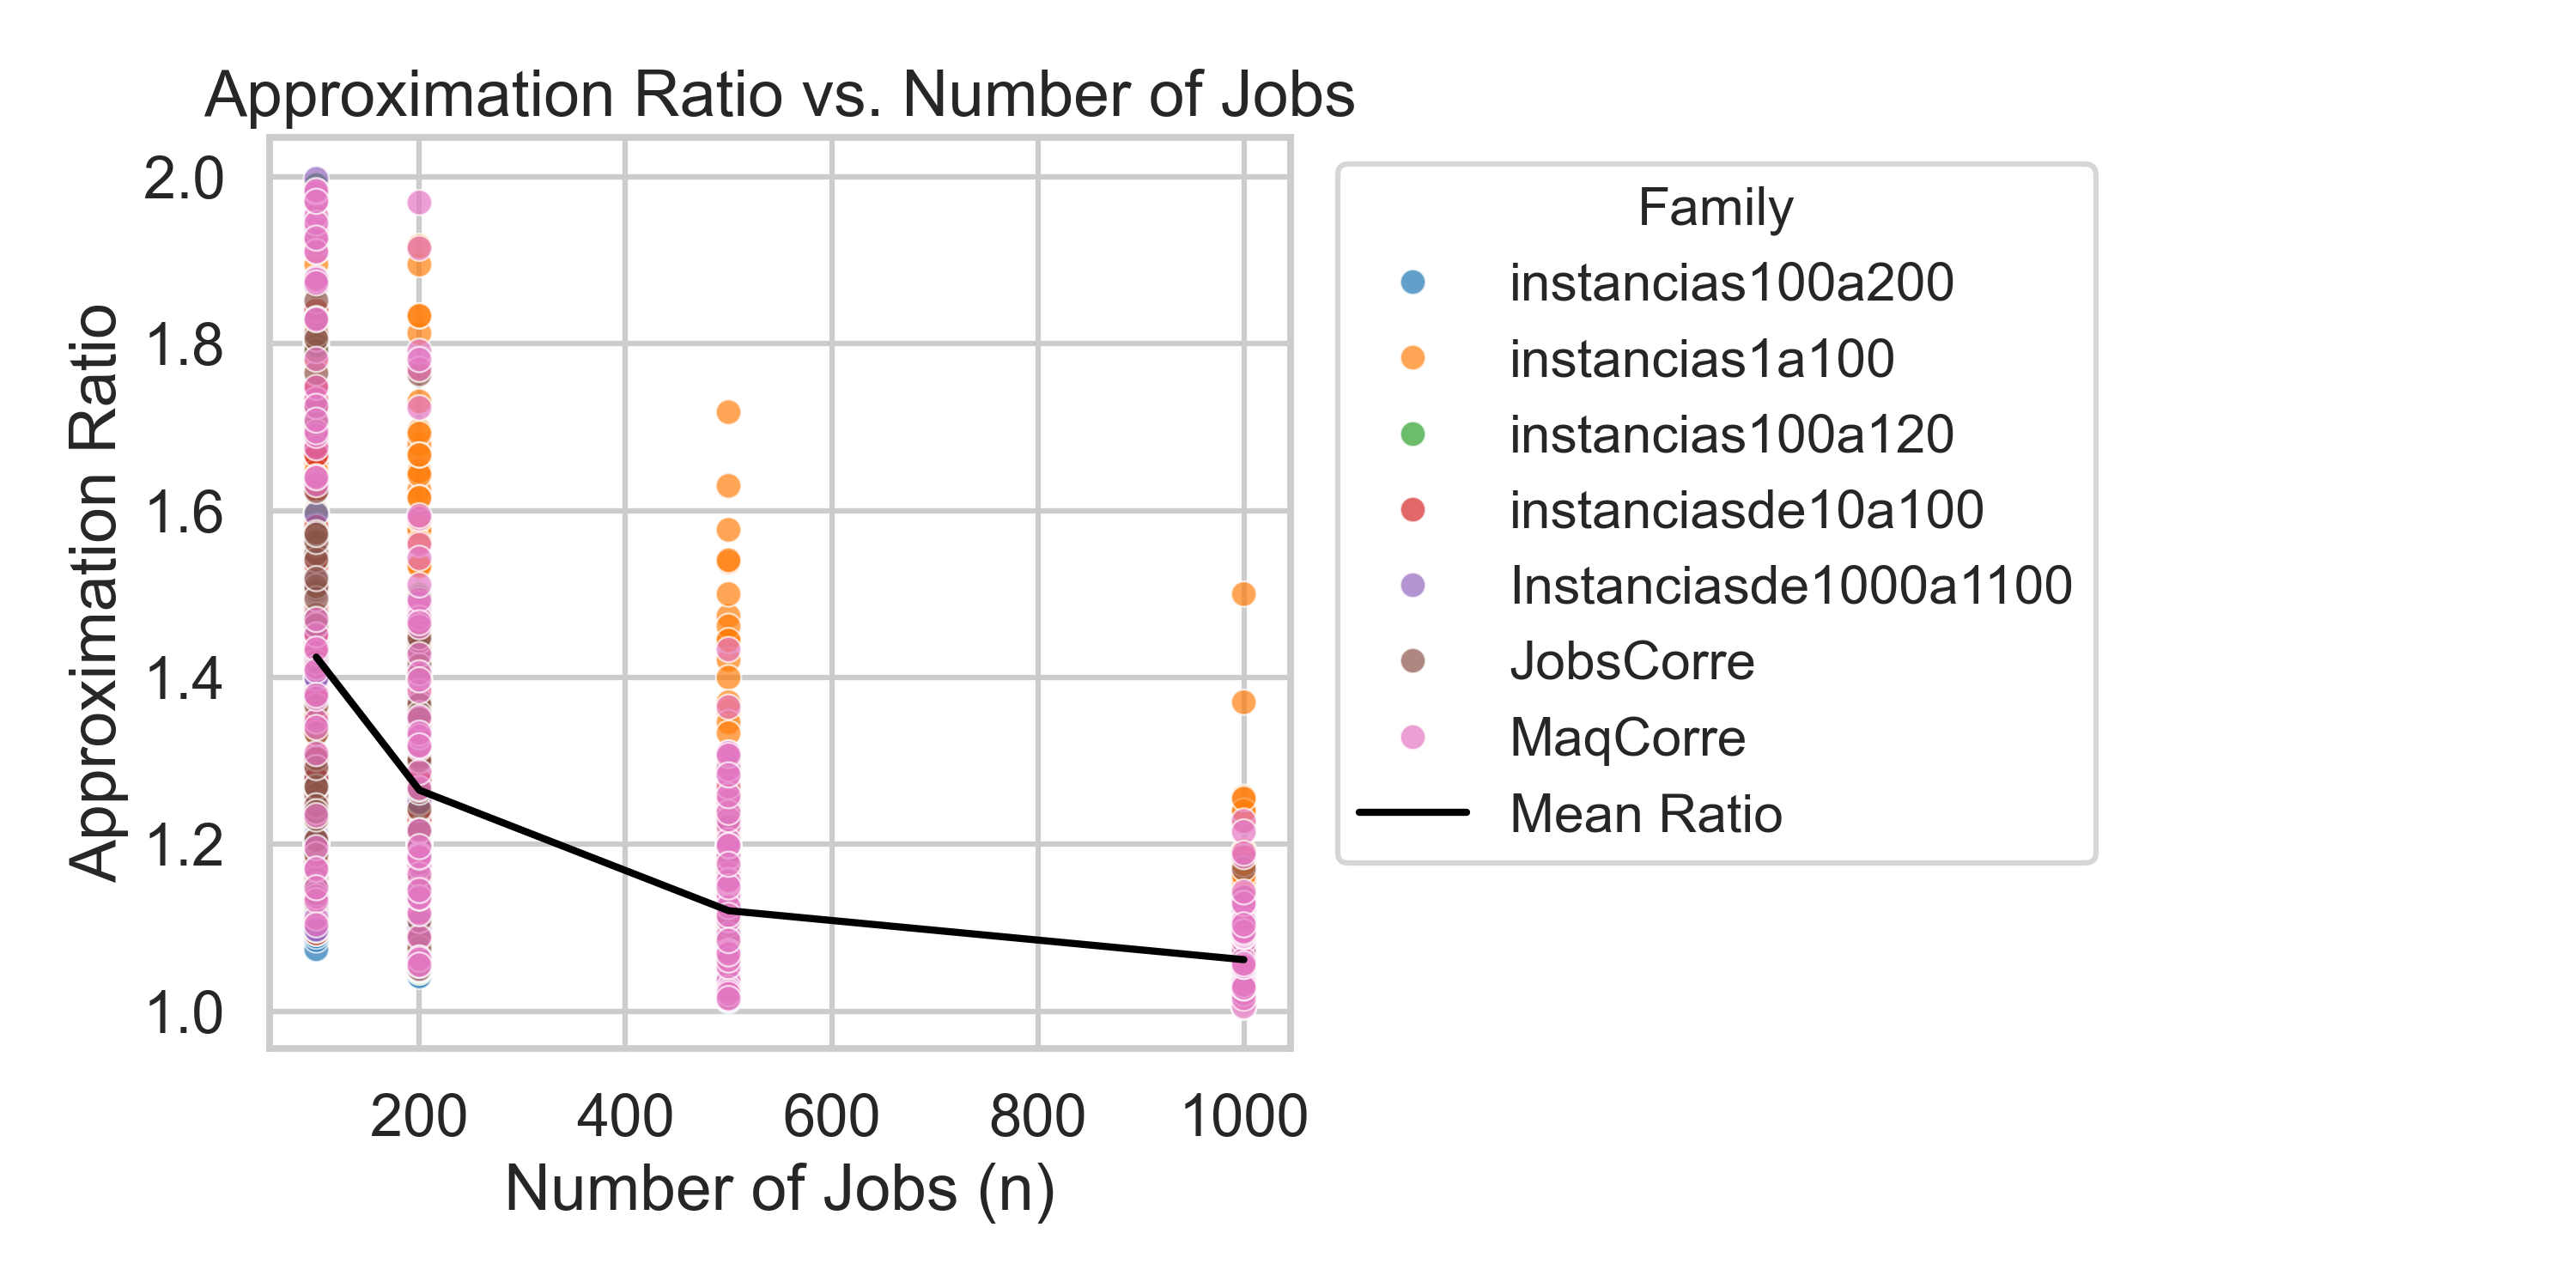 Approximation Ratio vs. Number of Jobs
Approximation Ratio
2.0
1.8
1.6
1.4
1.2
1.0
200 400 600 800 1000
Number of Jobs (n)
Family
instancias100a200
instancias1a100
instancias100a120
instanciasde10a100
Instanciasde1000a1100
JobsCorre
MaqCorre
Mean Ratio